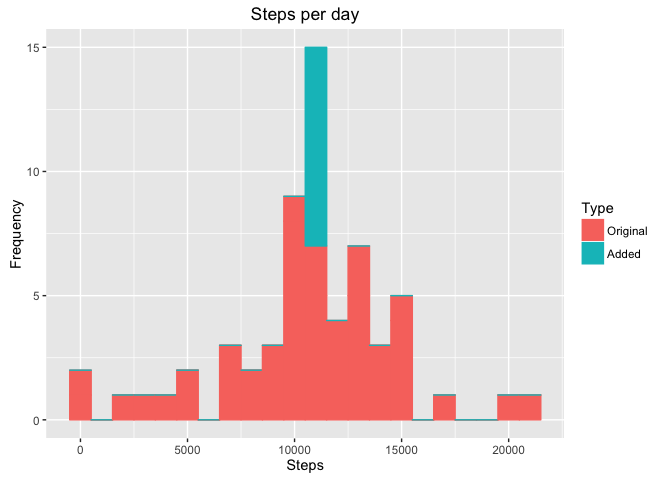 Steps per day
15
10
5
0
Frequency
0 5000 10000 15000 20000
Steps
Type
Original
Added